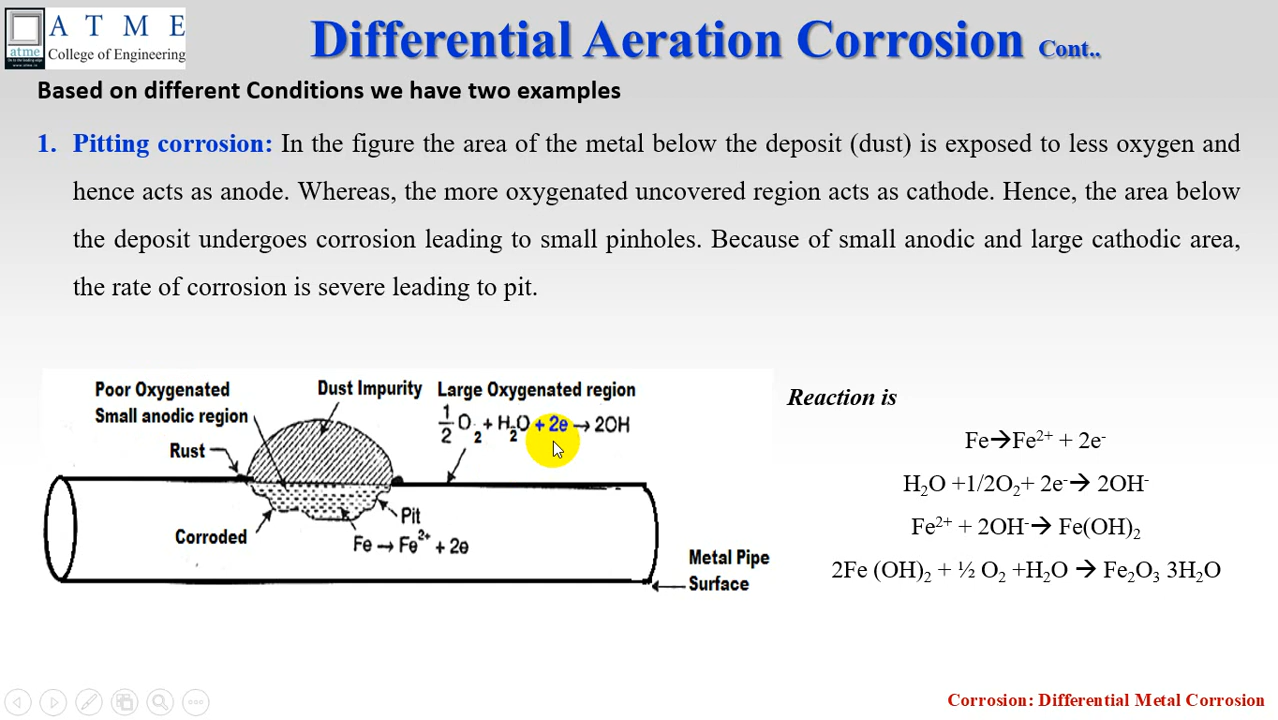 A T M E
College of Engineering
atme
Differential Aeration Corrosion Cont..
Based on different Conditions we have two examples
1. Pitting corrosion: In the figure the area of the metal below the deposit (dust) is exposed to less oxygen and
hence acts as anode. Whereas, the more oxygenated uncovered region acts as cathode. Hence, the area below
the deposit undergoes corrosion leading to small pinholes. Because of small anodic and large cathodic area,
the rate of corrosion is severe leading to pit.
Poor Oxygenated
Small anodic region
Dust Impurity
Large Oxygenated region
1/2 O₂ + H₂O + 2e → 2OH
Rust
Corroded
Pit
Fe → Fe²⁺ + 2e
Metal Pipe
Surface
Reaction is
Fe→Fe²⁺ + 2e⁻
H₂O +1/2O₂+ 2e⁻→ 2OH⁻
Fe²⁺ + 2OH⁻→ Fe(OH)₂
2Fe (OH)₂ + ½ O₂ +H₂O → Fe₂O₃ 3H₂O
Corrosion: Differential Metal Corrosion